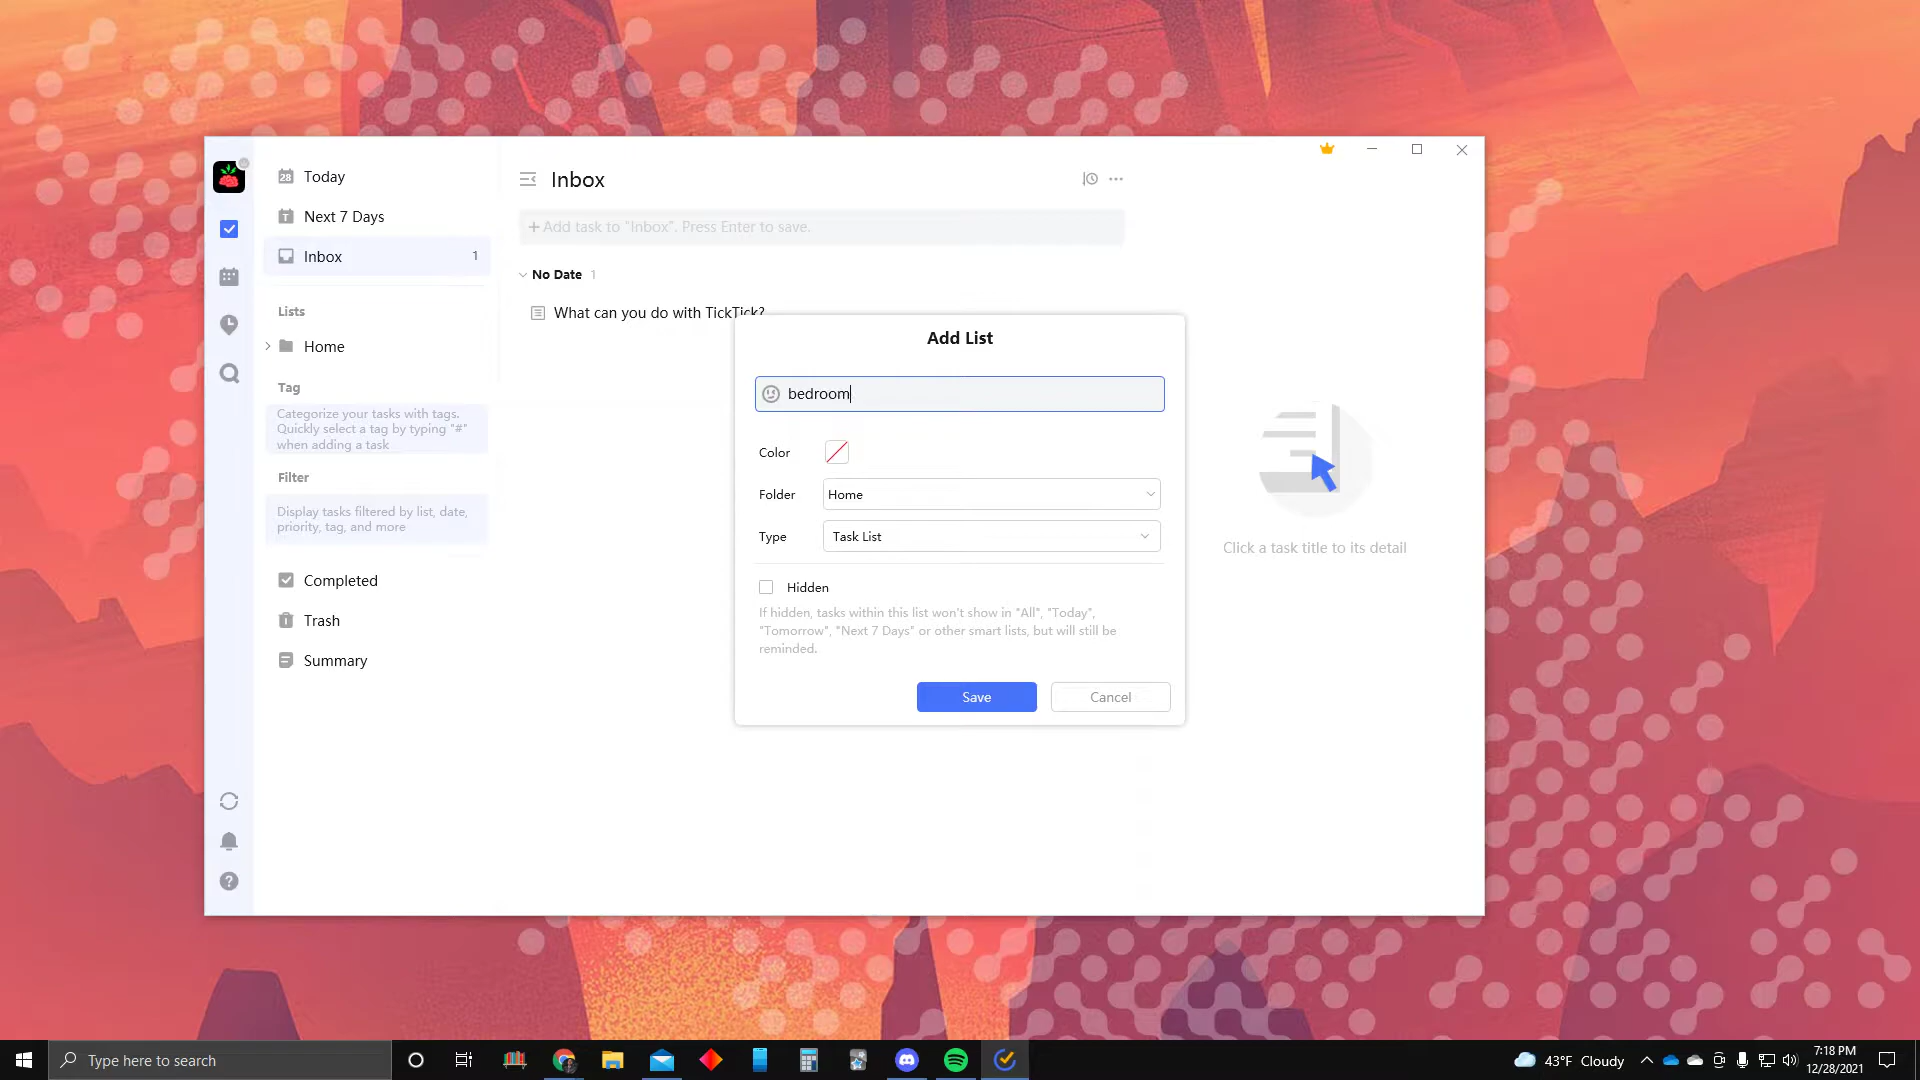 28 Today
Next 7 Days
Inbox 1
Lists
Home
Tag
Categorize your tasks with tags.
Quickly select a tag by typing "#"
when adding a task
Filter
Display tasks filtered by list, date,
priority, tag, and more
Completed
Trash
Summary
Inbox
Add task to "Inbox". Press Enter to save.
No Date 1
What can you do with TickTick?
Add List
bedroom
Color
Folder Home
Type Task List
Hidden
If hidden, tasks within this list won't show in "All", "Today",
"Tomorrow", "Next 7 Days" or other smart lists, but will still be
reminded.
Save Cancel
Click a task title to its detail
Type here to search
43°F Cloudy
7:18 PM
12/28/2021